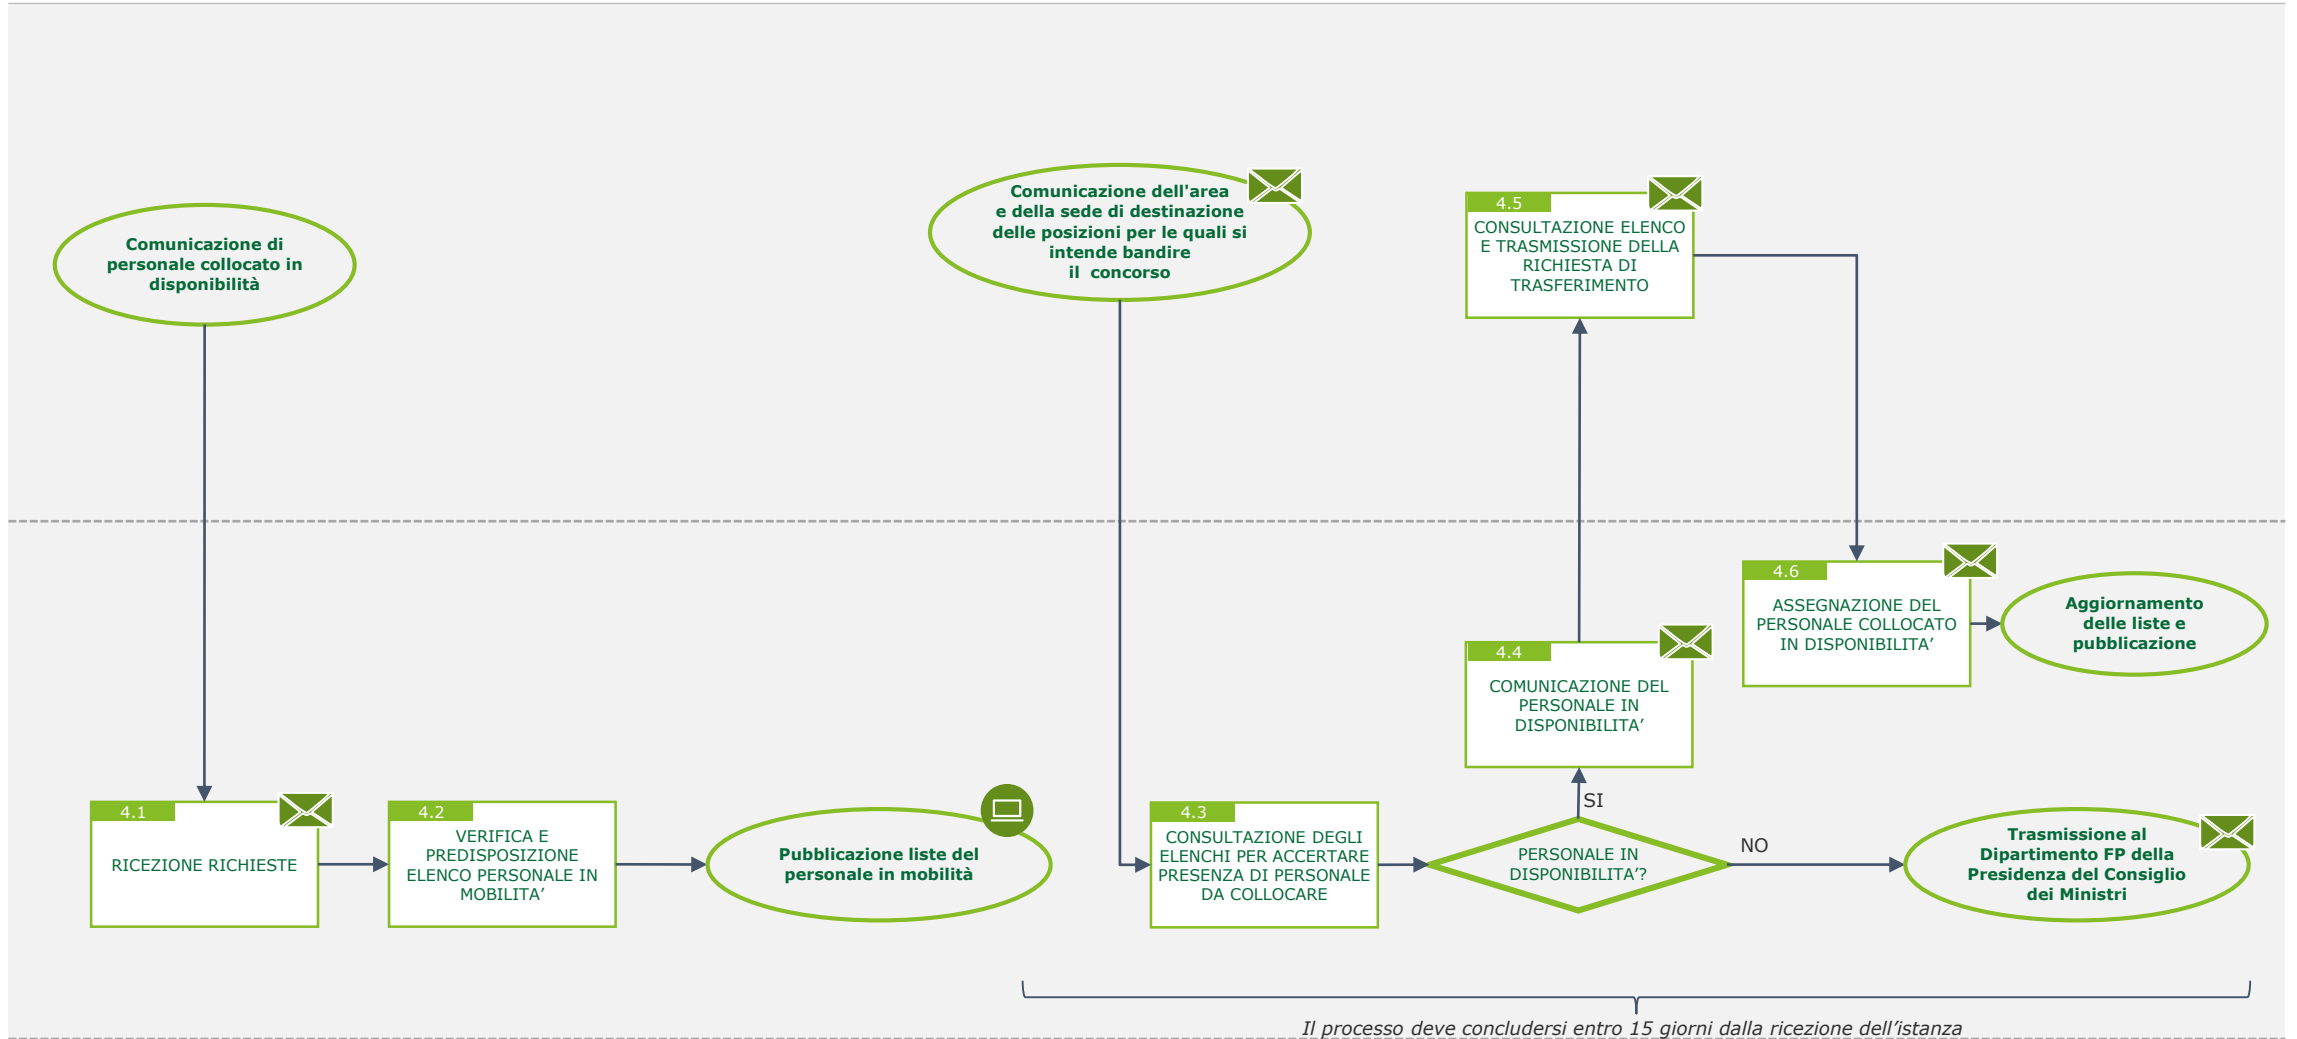 Comunicazione di
personale collocato in
disponibilità
Comunicazione dell'area
e della sede di destinazione
delle posizioni per le quali si
intende bandire
il concorso
4.5
CONSULTAZIONE ELENCO
E TRASMISSIONE DELLA
RICHIESTA DI
TRASFERIMENTO
4.6
ASSEGNAZIONE DEL
PERSONALE COLLOCATO
IN DISPONIBILITA’
Aggiornamento
delle liste e
pubblicazione
4.4
COMUNICAZIONE DEL
PERSONALE IN
DISPONIBILITA’
4.1
RICEZIONE RICHIESTE
4.2
VERIFICA E
PREDISPOSIZIONE
ELENCO PERSONALE IN
MOBILITA’
Pubblicazione liste del
personale in mobilità
4.3
CONSULTAZIONE DEGLI
ELENCHI PER ACCERTARE
PRESENZA DI PERSONALE
DA COLLOCARE
SI
PERSONALE IN
DISPONIBILITA’?
NO
Trasmissione al
Dipartimento FP della
Presidenza del Consiglio
dei Ministri
Il processo deve concludersi entro 15 giorni dalla ricezione dell’istanza